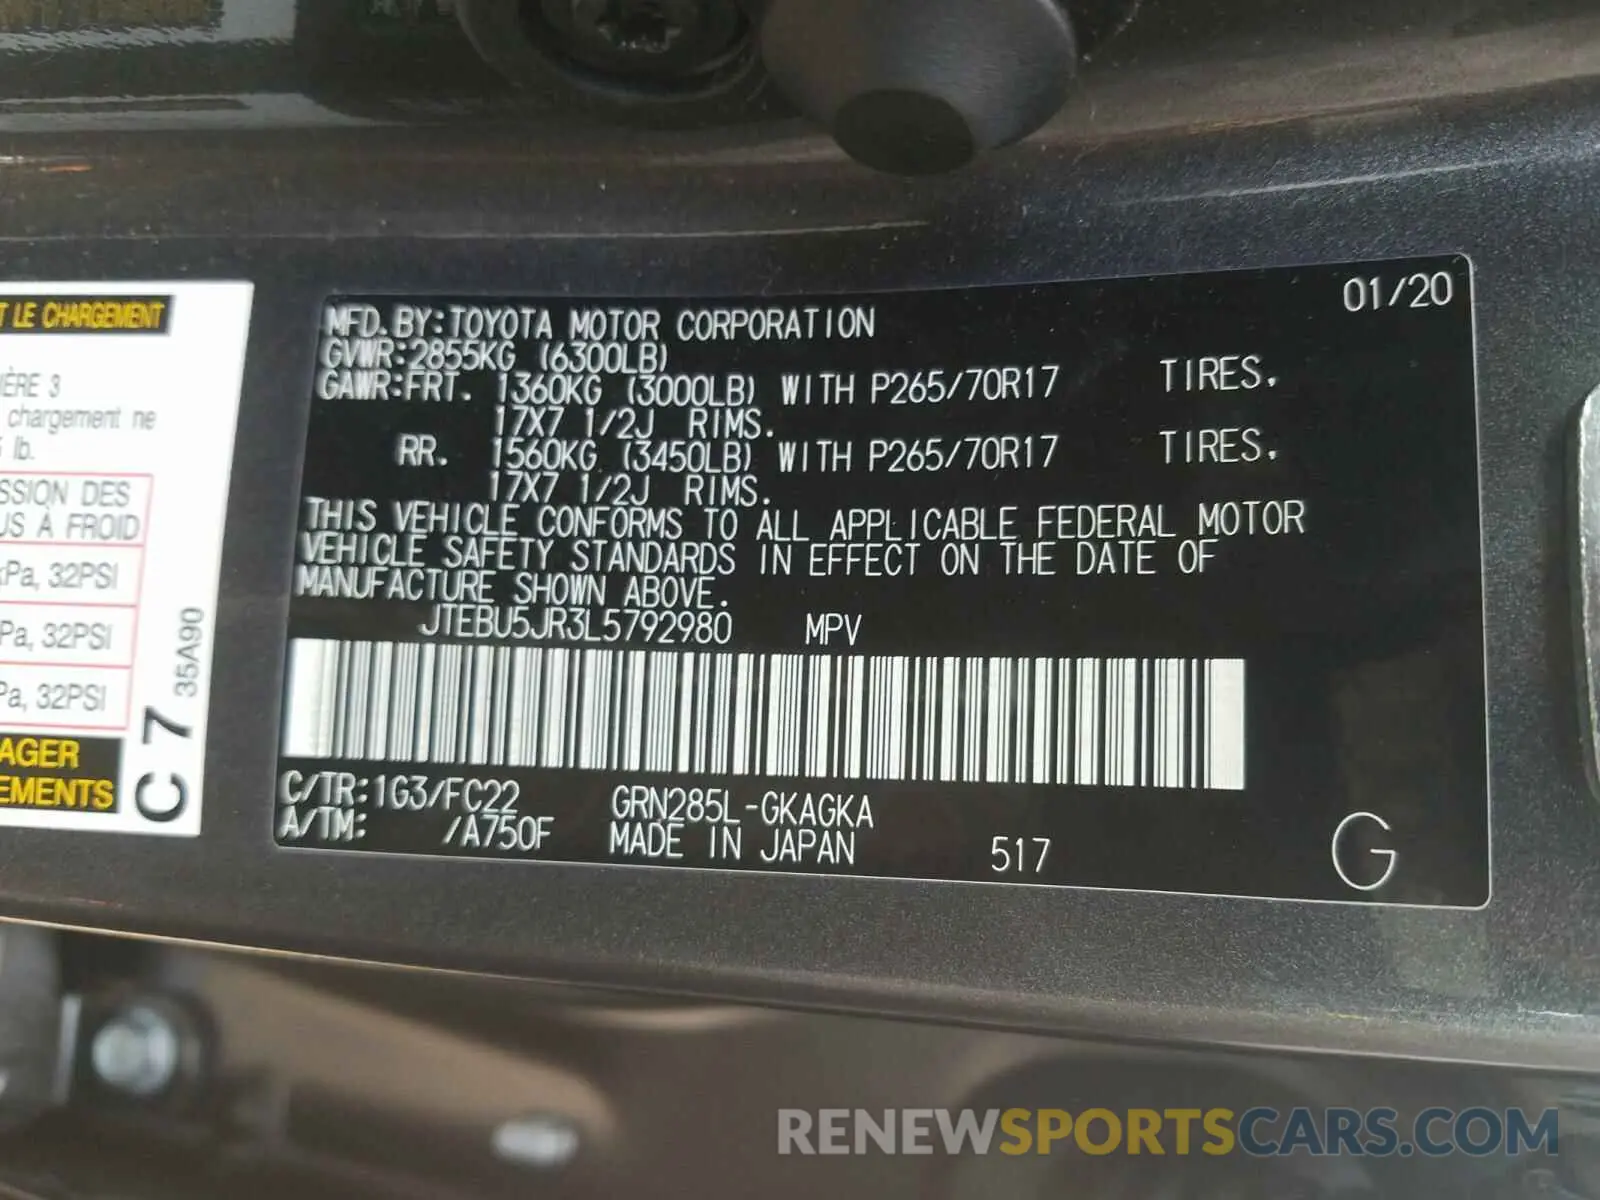 T LE CHARGEMENT
IÈRE 3
chargement ne
lb.
SSION DES
US À FROID
kPa, 32PSI
Pa, 32PSI
Pa, 32PSI
AGER
EMENTS
C 7
35A90
01/20
MFD. BY:TOYOTA MOTOR CORPORATION
GVWR:2855KG (6300LB)
GAWR:FRT. 1360KG (3000LB) WITH P265/70R17 TIRES.
17X7 1/2J RIMS.
RR. 1560KG (3450LB) WITH P265/70R17 TIRES.
17X7 1/2J RIMS.
THIS VEHICLE CONFORMS TO ALL APPLICABLE FEDERAL MOTOR
VEHICLE SAFETY STANDARDS IN EFFECT ON THE DATE OF
MANUFACTURE SHOWN ABOVE.
JTEBU5JR3L5792980 MPV
C/TR:1G3/FC22 GRN285L-GKAGKA
A/TM: /A750F MADE IN JAPAN 517 G
RENEWSPORTSCARS.COM